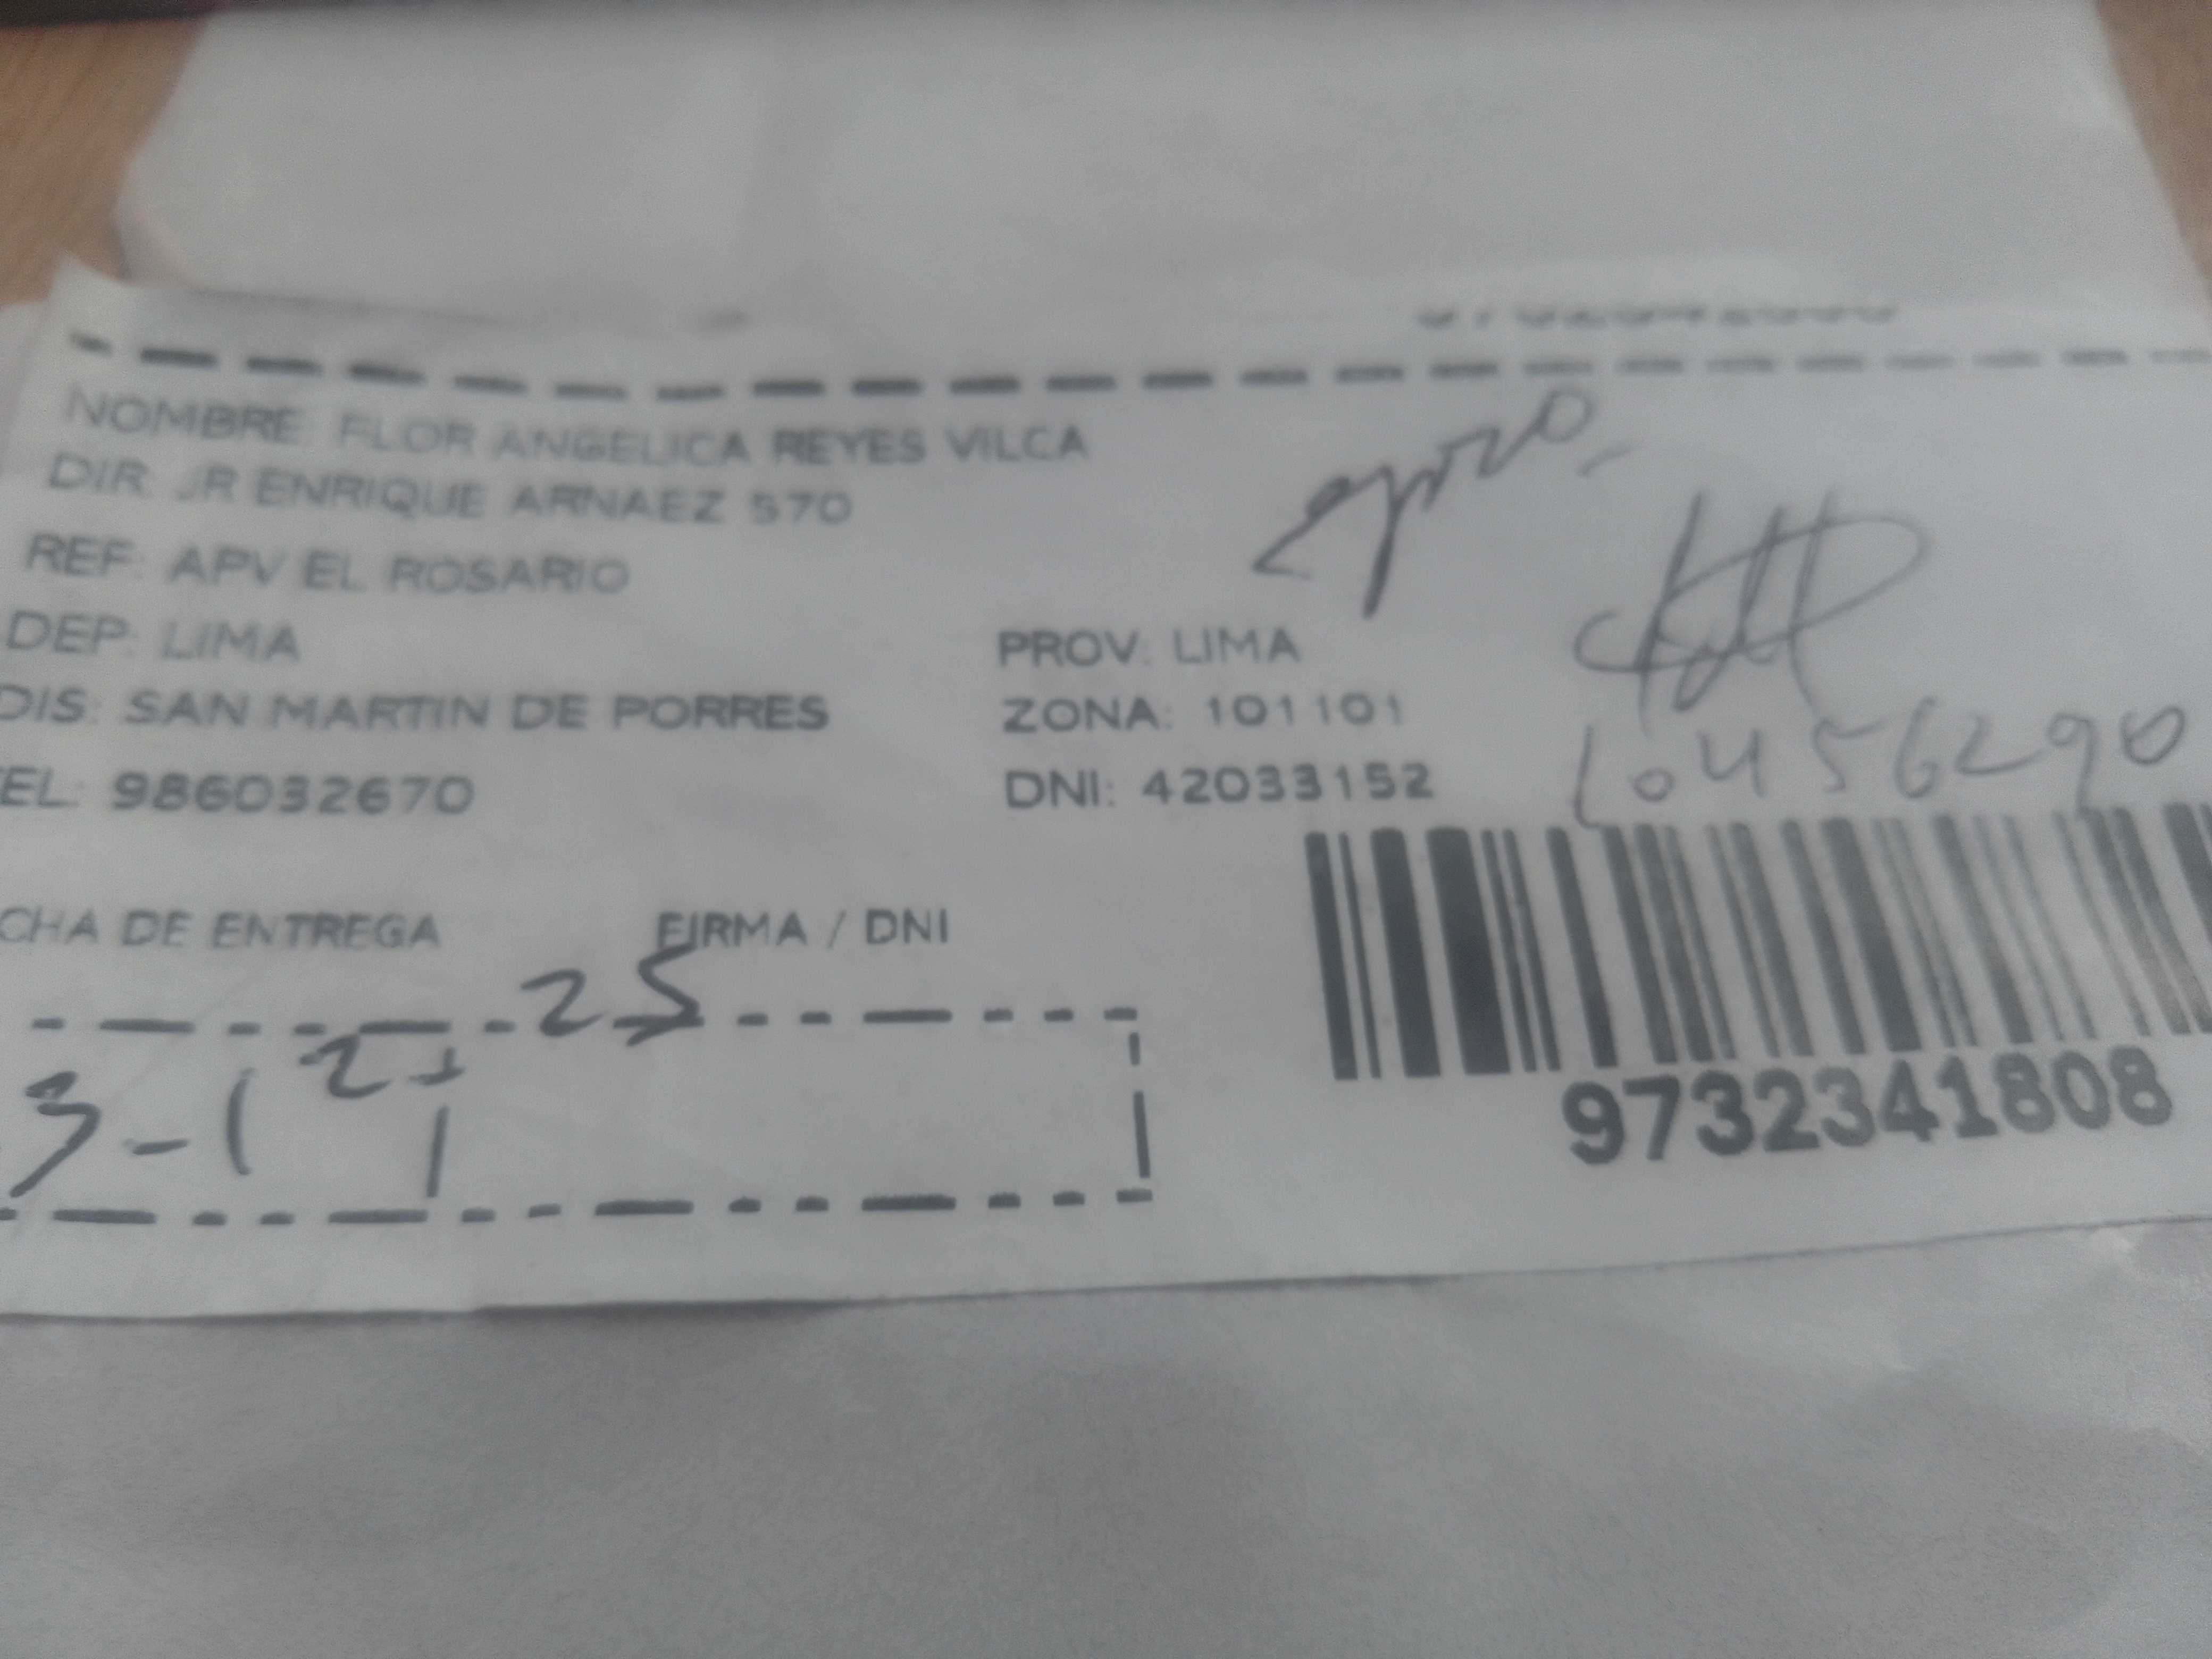 NOMBRE: FLOR ANGELICA REYES VILCA
DIR: JR ENRIQUE ARNAEZ 570
REF: APV EL ROSARIO
DEP: LIMA
PROV: LIMA
DIS: SAN MARTIN DE PORRES
ZONA: 101101
EL: 986032670
DNI: 42033152
10456290
CHA DE ENTREGA
FIRMA / DNI
25
9732341808